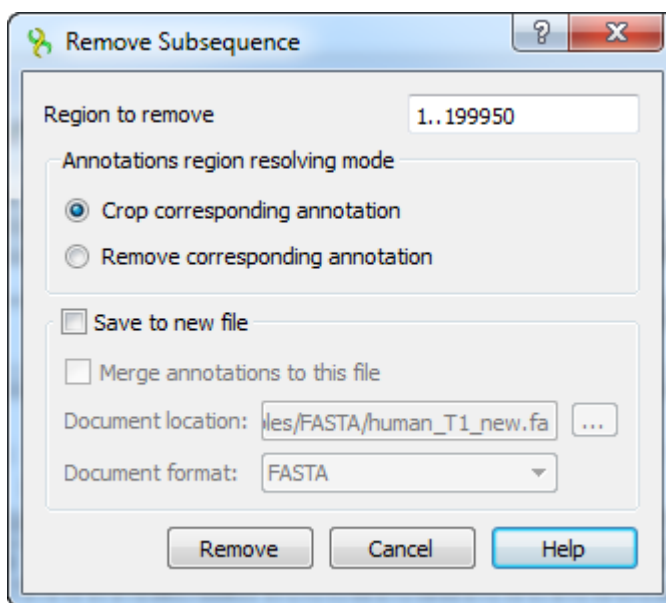 Remove Subsequence
Region to remove 1..199950
Annotations region resolving mode
Crop corresponding annotation
Remove corresponding annotation
Save to new file
Merge annotations to this file
Document location: les/FASTA/human_T1_new.fa ...
Document format: FASTA
Remove Cancel Help